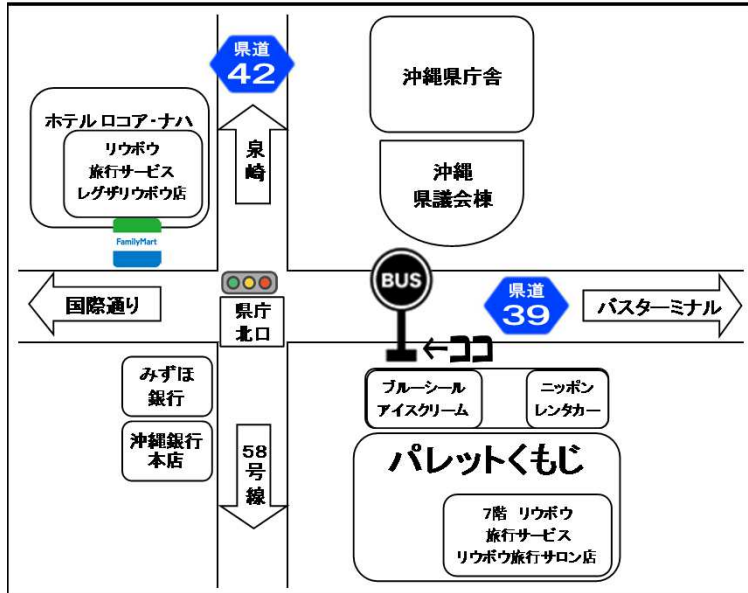 県道
42
沖縄県庁舎
ホテル ロコア・ナハ
リウボウ
旅行サービス
レグザリウボウ店
泉崎
沖縄
県議会棟
FamilyMart
BUS
国際通り
県庁
北口
県道
39
バスターミナル
←ココ
みずほ
銀行
ブルーシール
アイスクリーム
ニッポン
レンタカー
沖縄銀行
本店
58号線
パレットくもじ
7階 リウボウ
旅行サービス
リウボウ旅行サロン店